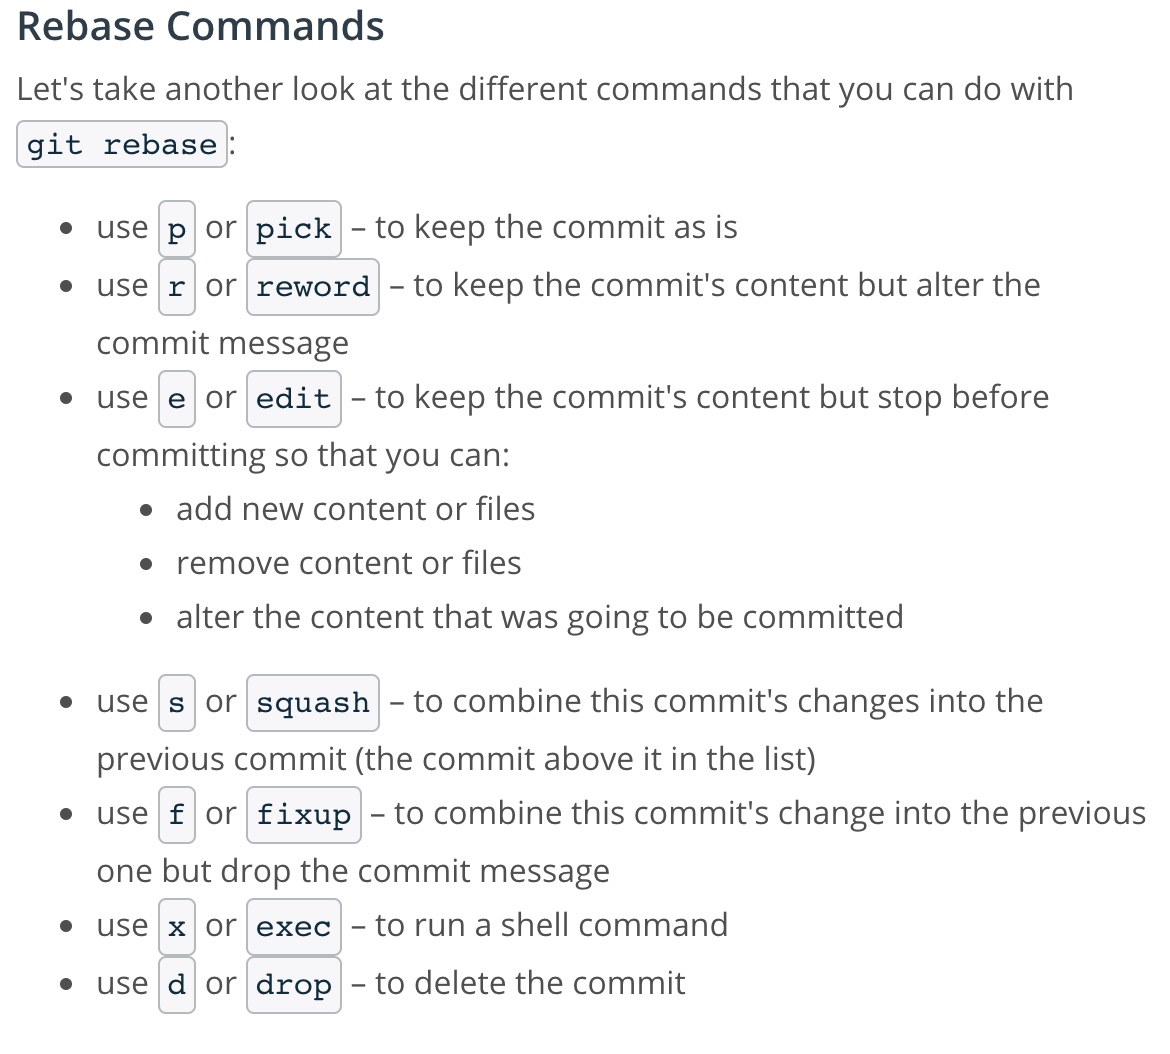 Rebase Commands
Let's take another look at the different commands that you can do with
git rebase:
• use p or pick – to keep the commit as is
• use r or reword – to keep the commit's content but alter the
commit message
• use e or edit – to keep the commit's content but stop before
committing so that you can:
• add new content or files
• remove content or files
• alter the content that was going to be committed
• use s or squash – to combine this commit's changes into the
previous commit (the commit above it in the list)
• use f or fixup – to combine this commit's change into the previous
one but drop the commit message
• use x or exec – to run a shell command
• use d or drop – to delete the commit